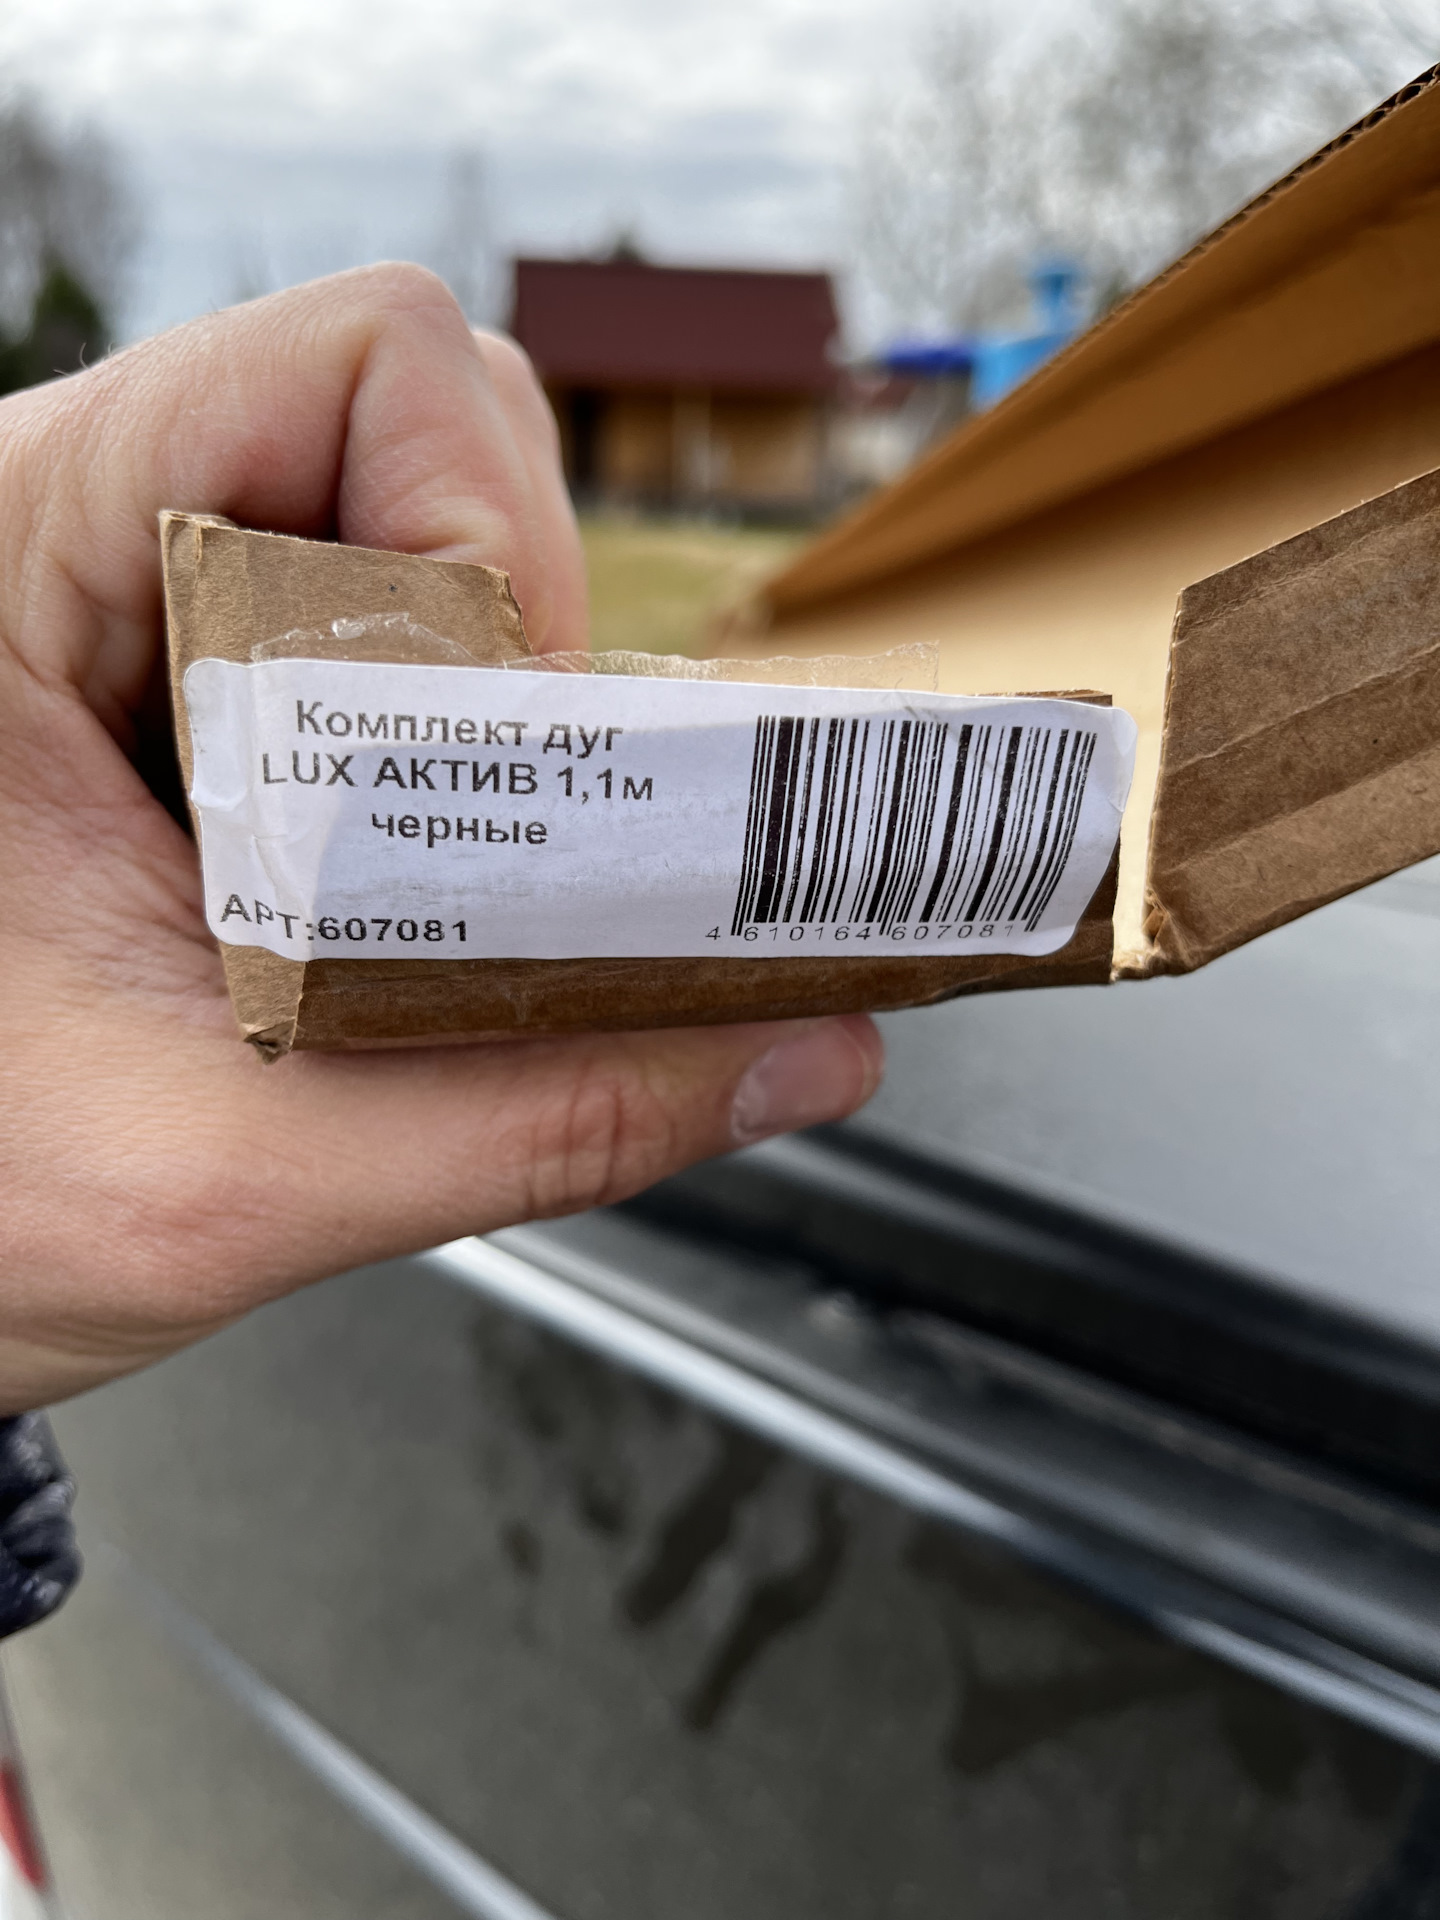 Комплект дуг
LUX АКТИВ 1,1м
черные
АРТ:607081
4 610164 607081